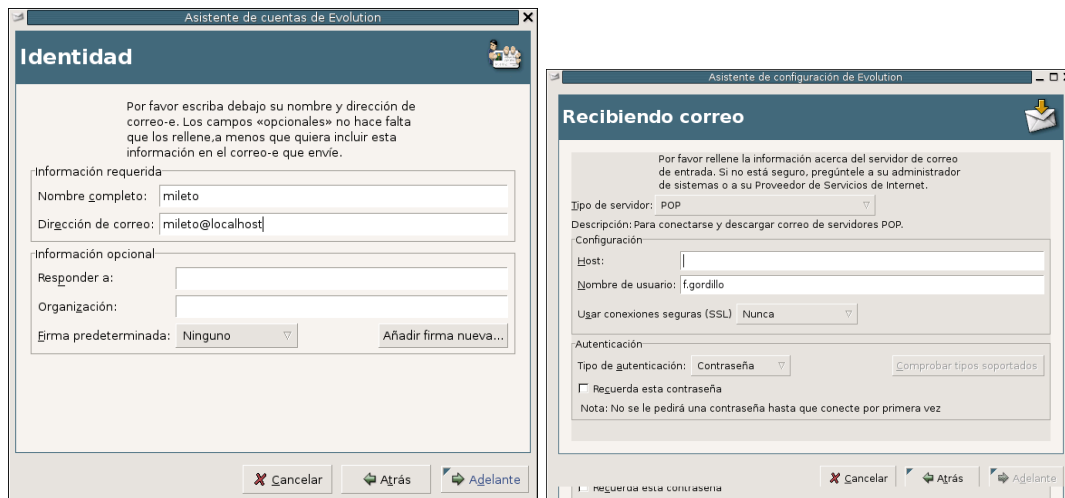 Asistente de cuentas de Evolution
Identidad
Por favor escriba debajo su nombre y dirección de
correo-e. Los campos «opcionales» no hace falta
que los rellene,a menos que quiera incluir esta
información en el correo-e que envíe.
Información requerida
Nombre completo: mileto
Dirección de correo: mileto@localhost
Información opcional
Responder a:
Organización:
Firma predeterminada: Ninguno Añadir firma nueva...
Cancelar Atrás Adelante
Asistente de configuración de Evolution
Recibiendo correo
Por favor rellene la información acerca del servidor de correo
de entrada. Si no está seguro, pregúntele a su administrador
de sistemas o a su Proveedor de Servicios de Internet.
Tipo de servidor: POP
Descripción: Para conectarse y descargar correo de servidores POP.
Configuración
Host:
Nombre de usuario: f.gordillo
Usar conexiones seguras (SSL) Nunca
Autenticación
Tipo de autenticación: Contraseña Comprobar tipos soportados
Recuerda esta contraseña
Nota: No se le pedirá una contraseña hasta que conecte por primera vez
Cancelar Atrás Adelante
Recuerda esta contraseña